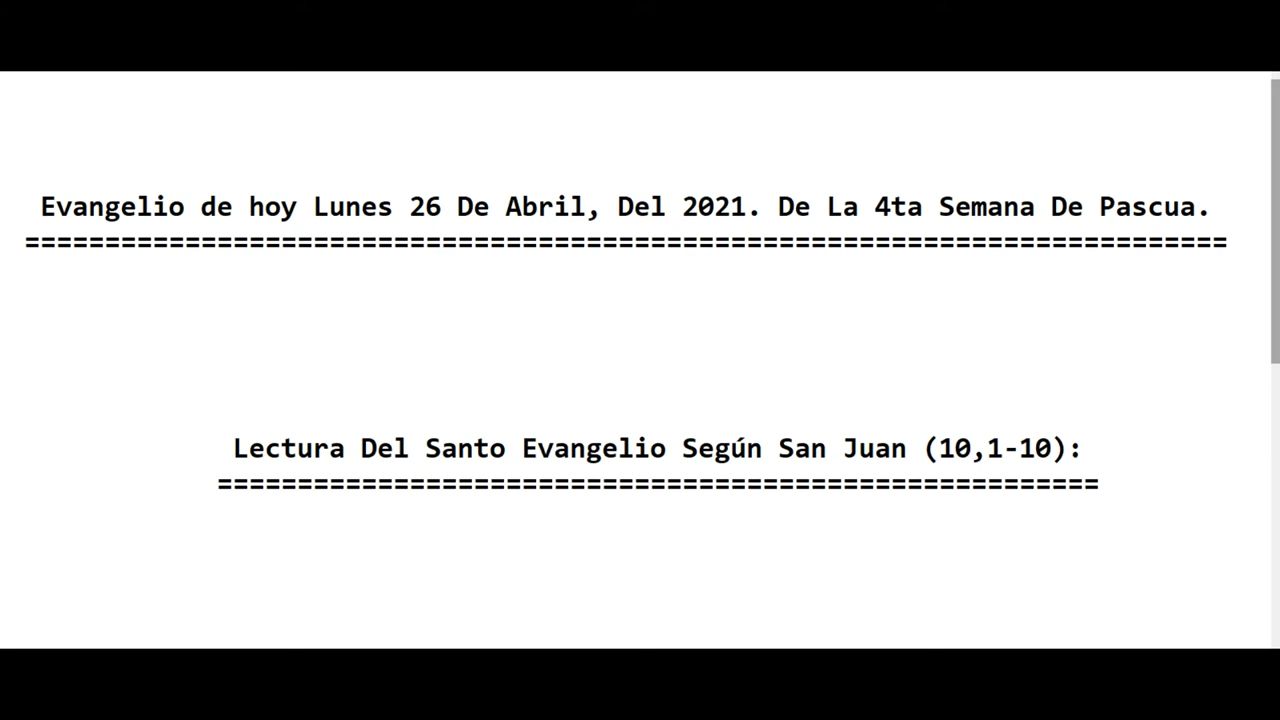 Evangelio de hoy Lunes 26 De Abril, Del 2021. De La 4ta Semana De Pascua.
===========================================================================
Lectura Del Santo Evangelio Según San Juan (10,1-10):
=======================================================